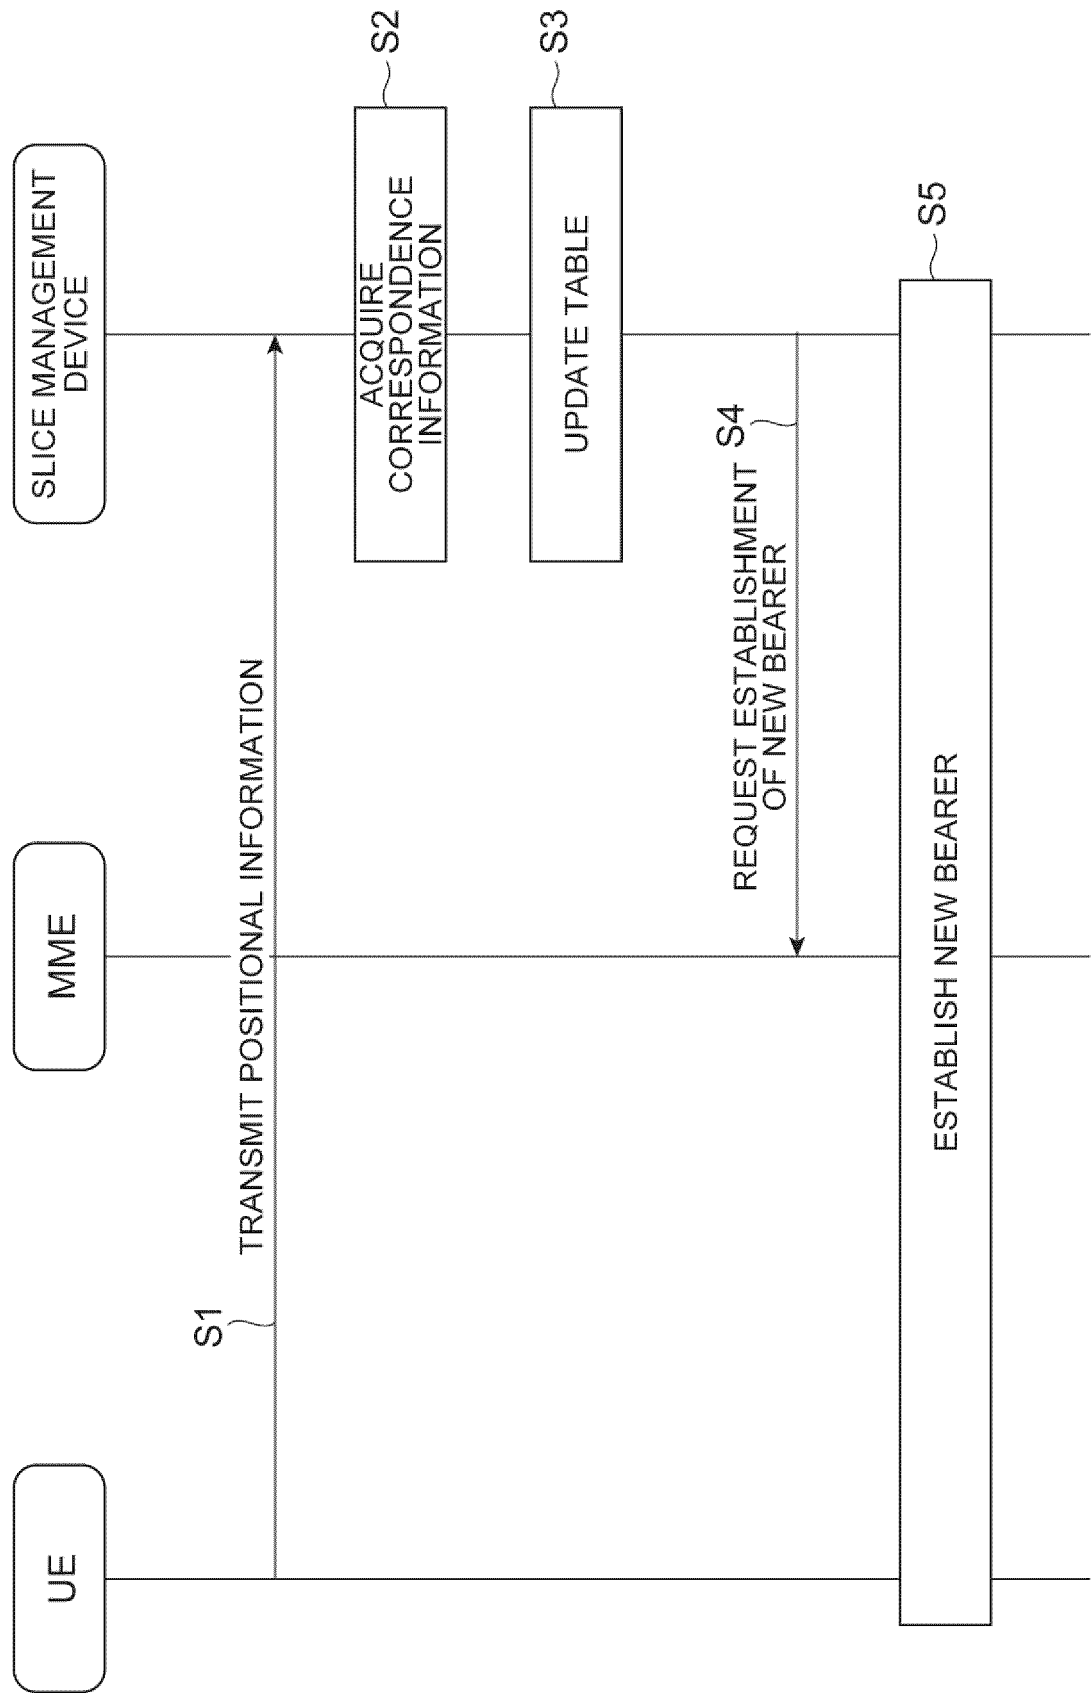 UE
MME
SLICE MANAGEMENT
DEVICE
S1
TRANSMIT POSITIONAL INFORMATION
ACQUIRE
CORRESPONDENCE
INFORMATION
S2
UPDATE TABLE
S3
REQUEST ESTABLISHMENT
OF NEW BEARER
S4
ESTABLISH NEW BEARER
S5